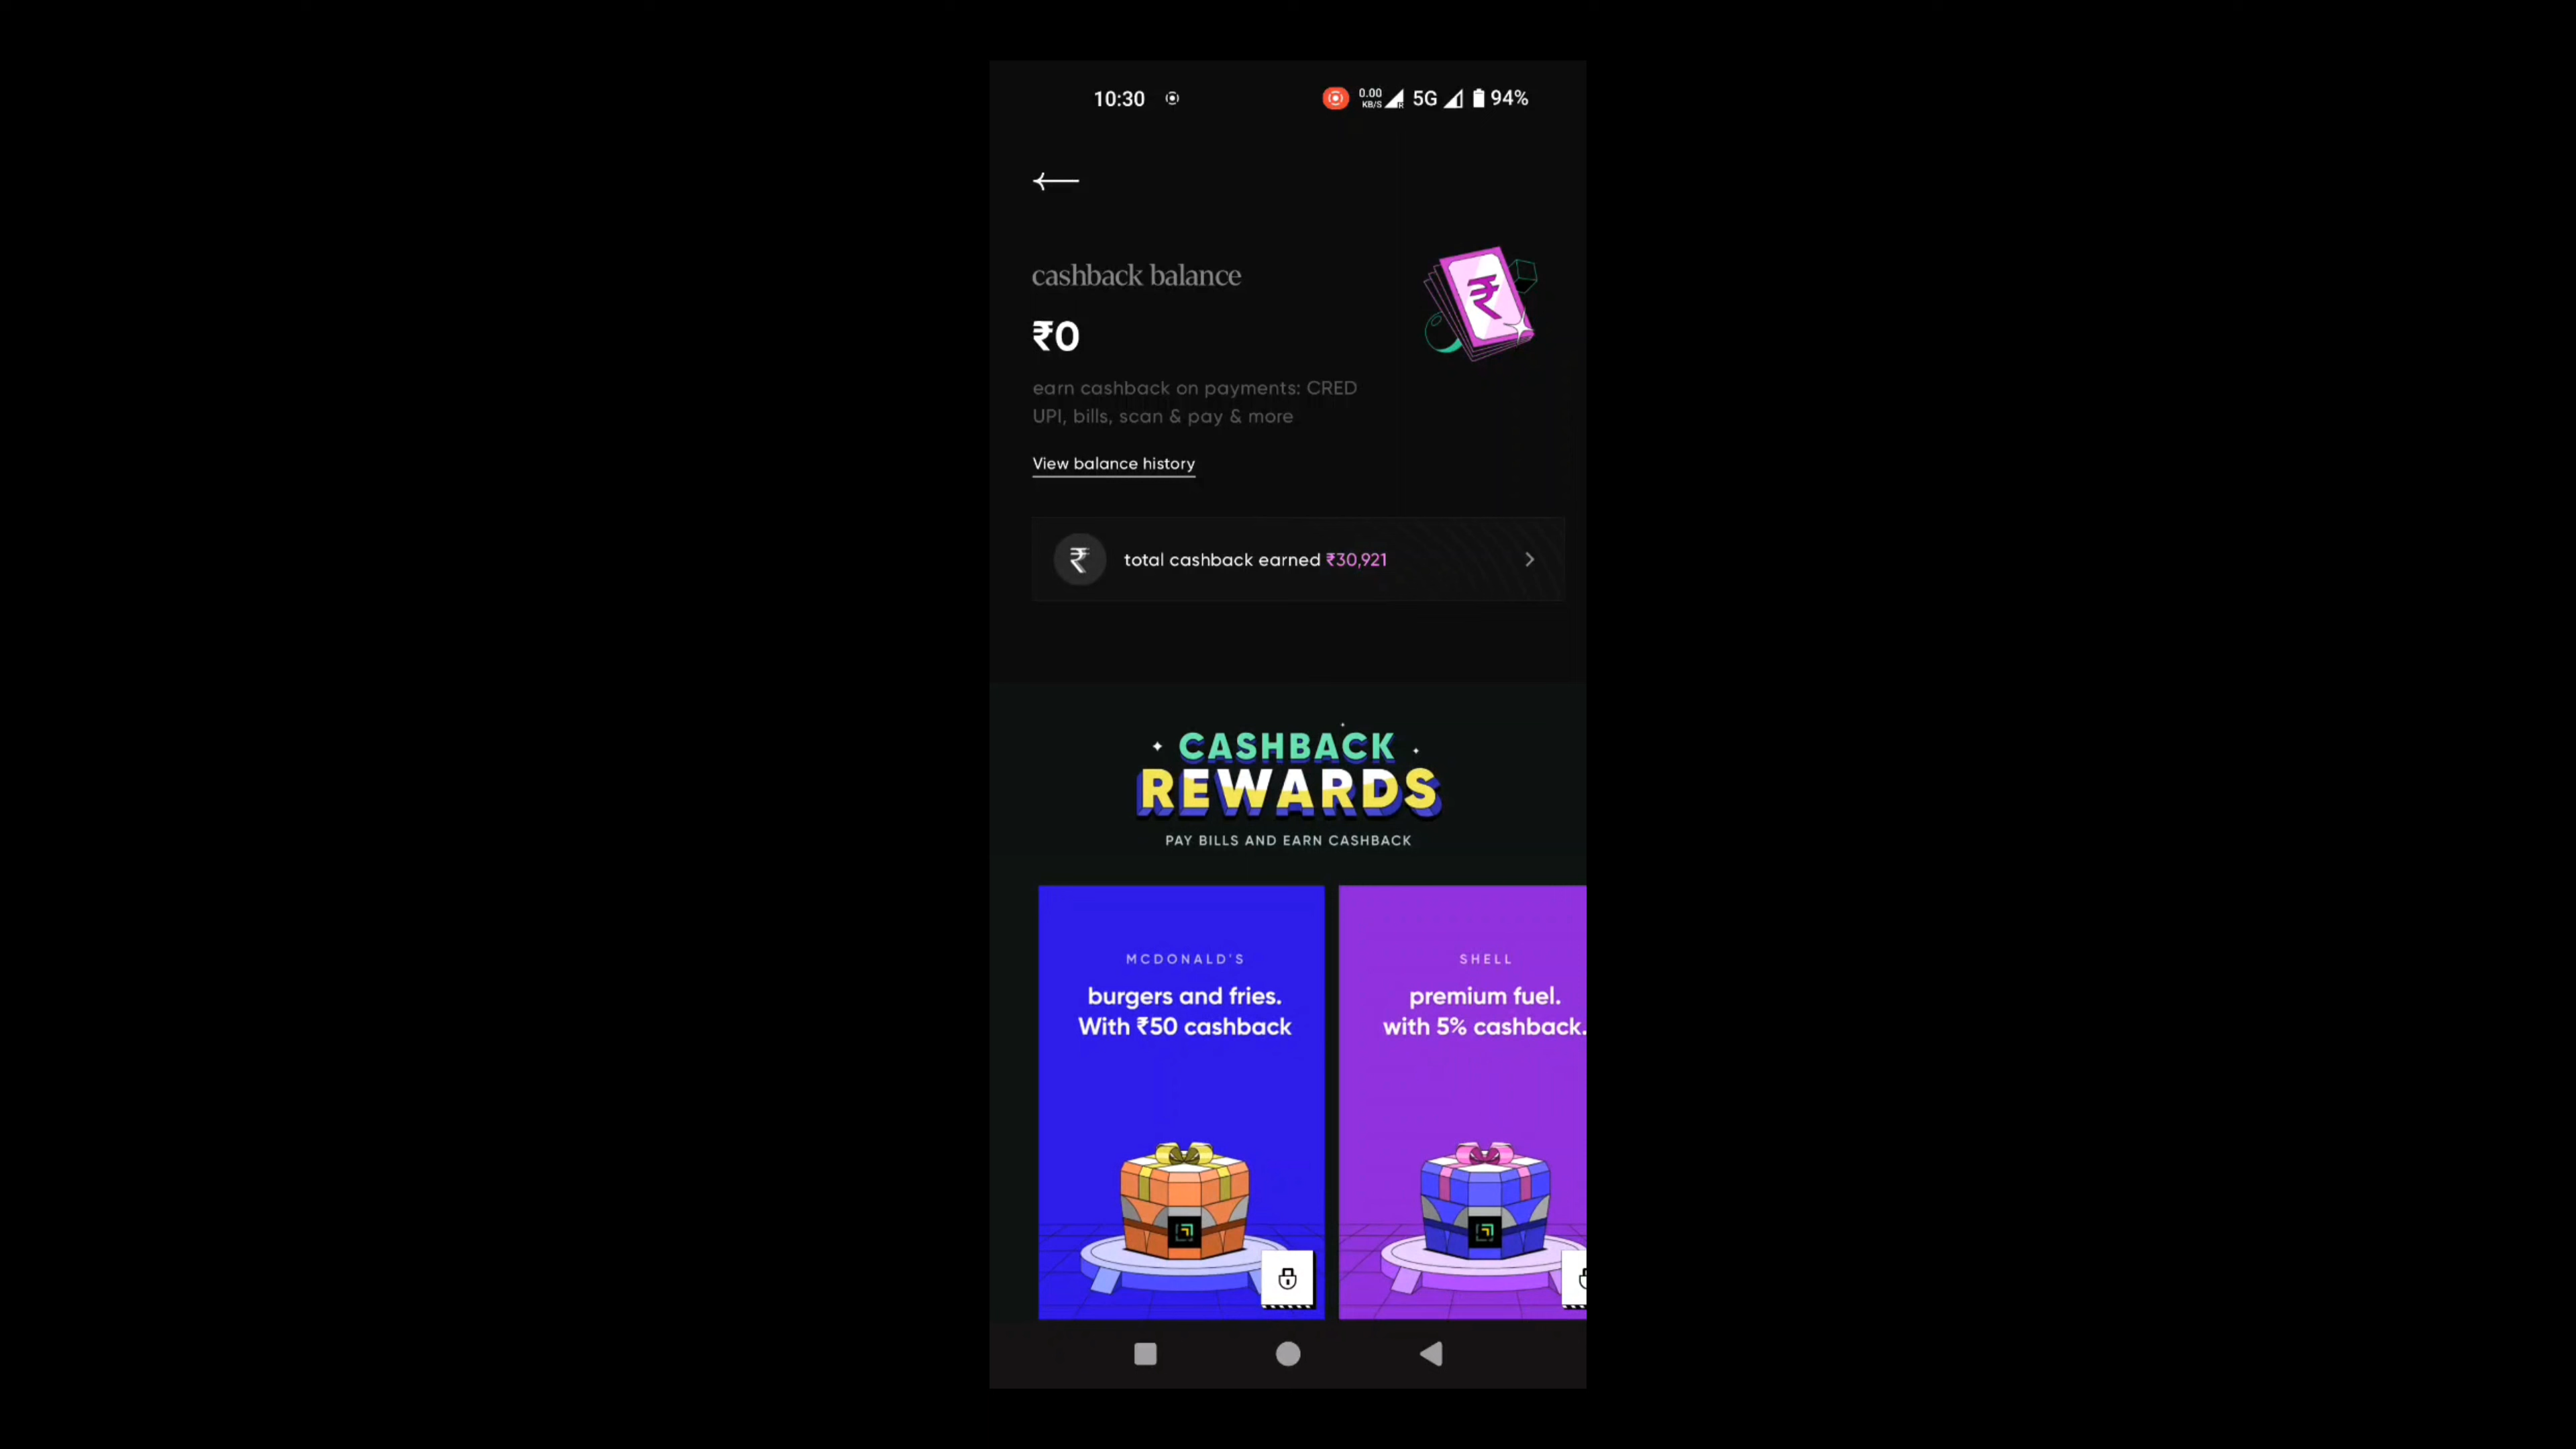 10:30
0.00
KB/S
R
5G
94%
cashback balance
₹0
earn cashback on payments: CRED
UPI, bills, scan & pay & more
View balance history
₹ total cashback earned ₹30,921
CASHBACK
REWARDS
PAY BILLS AND EARN CASHBACK
MCDONALD'S
burgers and fries.
With ₹50 cashback
SHELL
premium fuel.
with 5% cashback.